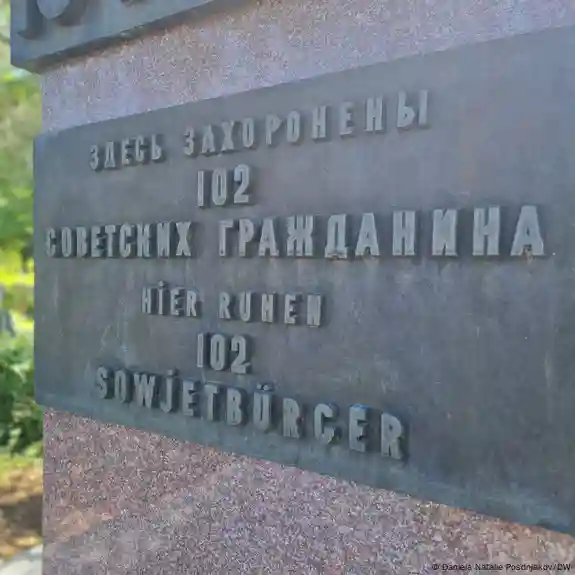 ЗДЕСЬ ЗАХОРОНЕНЫ
102
СОВЕТСКИХ ГРАЖДАНИНА
HIER RUHEN
102
SOWJETBÜRGER
© Daniela Natalie Posdnjakov/DW